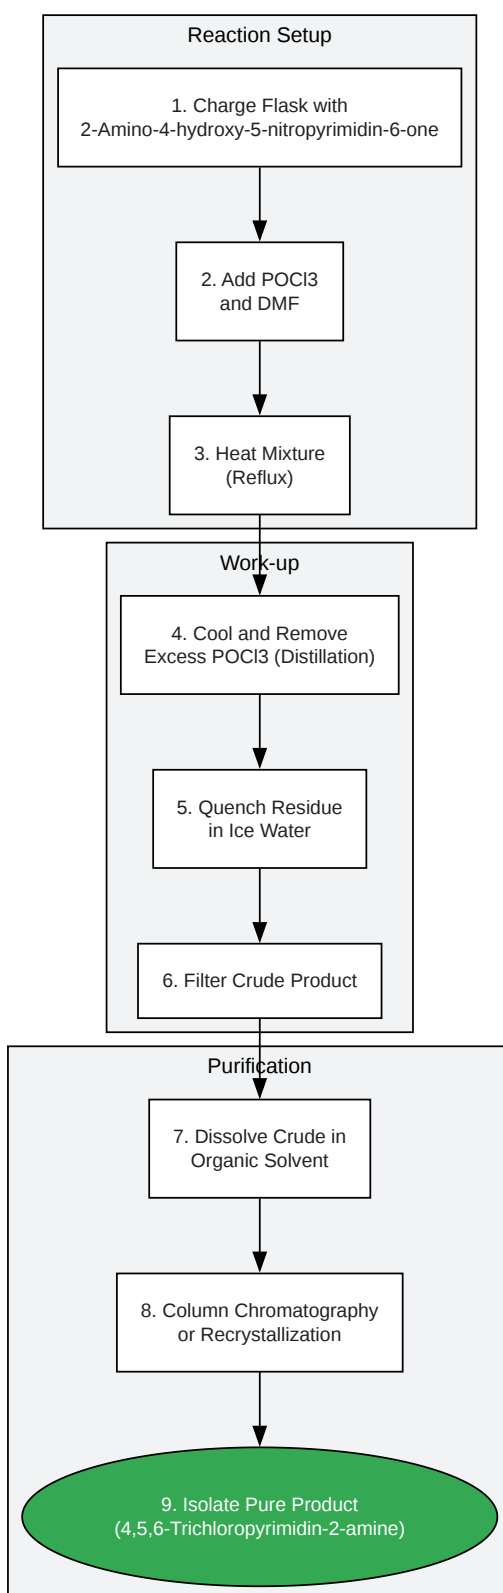 Reaction Setup
1. Charge Flask with
2-Amino-4-hydroxy-5-nitropyrimidin-6-one
2. Add POCl3
and DMF
3. Heat Mixture
(Reflux)
Work-up
4. Cool and Remove
Excess POCl3 (Distillation)
5. Quench Residue
in Ice Water
6. Filter Crude Product
Purification
7. Dissolve Crude in
Organic Solvent
8. Column Chromatography
or Recrystallization
9. Isolate Pure Product
(4,5,6-Trichloropyrimidin-2-amine)